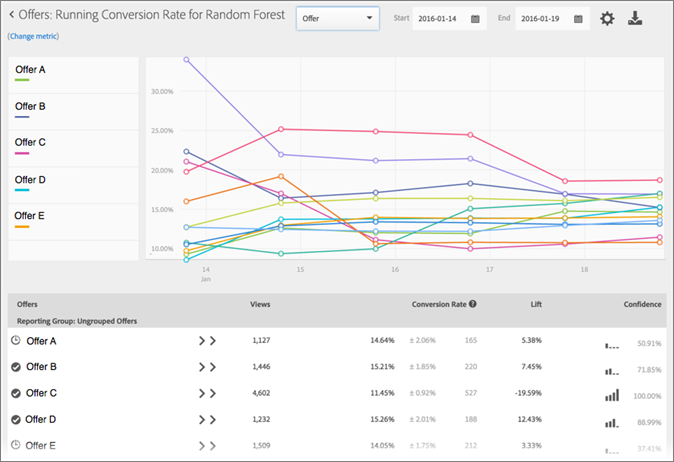 Offers: Running Conversion Rate for Random Forest Offer Start 2016-01-14 End 2016-01-19
(Change metric)
Offer A
Offer B
Offer C
Offer D
Offer E
30.00%
25.00%
20.00%
15.00%
10.00%
14 15 16 17 18
Jan
Offers Views Conversion Rate Lift Confidence
Reporting Group: Ungrouped Offers
Offer A 1,127 14.64% ± 2.06% 165 5.38% 50.91%
Offer B 1,446 15.21% ± 1.85% 220 7.45% 71.85%
Offer C 4,602 11.45% ± 0.92% 527 -19.59% 100.00%
Offer D 1,232 15.26% ± 2.01% 188 12.43% 88.99%
Offer E 1,509 14.05% ± 1.75% 212 3.33% 37.41%